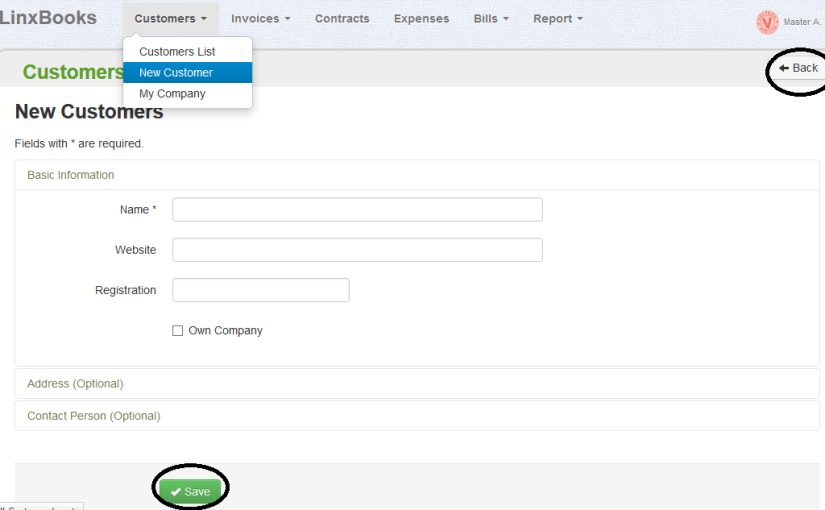 LinxBooks Customers Invoices Contracts Expenses Bills Report Master A.
Customers List
Customers New Customer ← Back
My Company
New Customers
Fields with * are required.
Basic Information
Name *
Website
Registration
Own Company
Address (Optional)
Contact Person (Optional)
Save